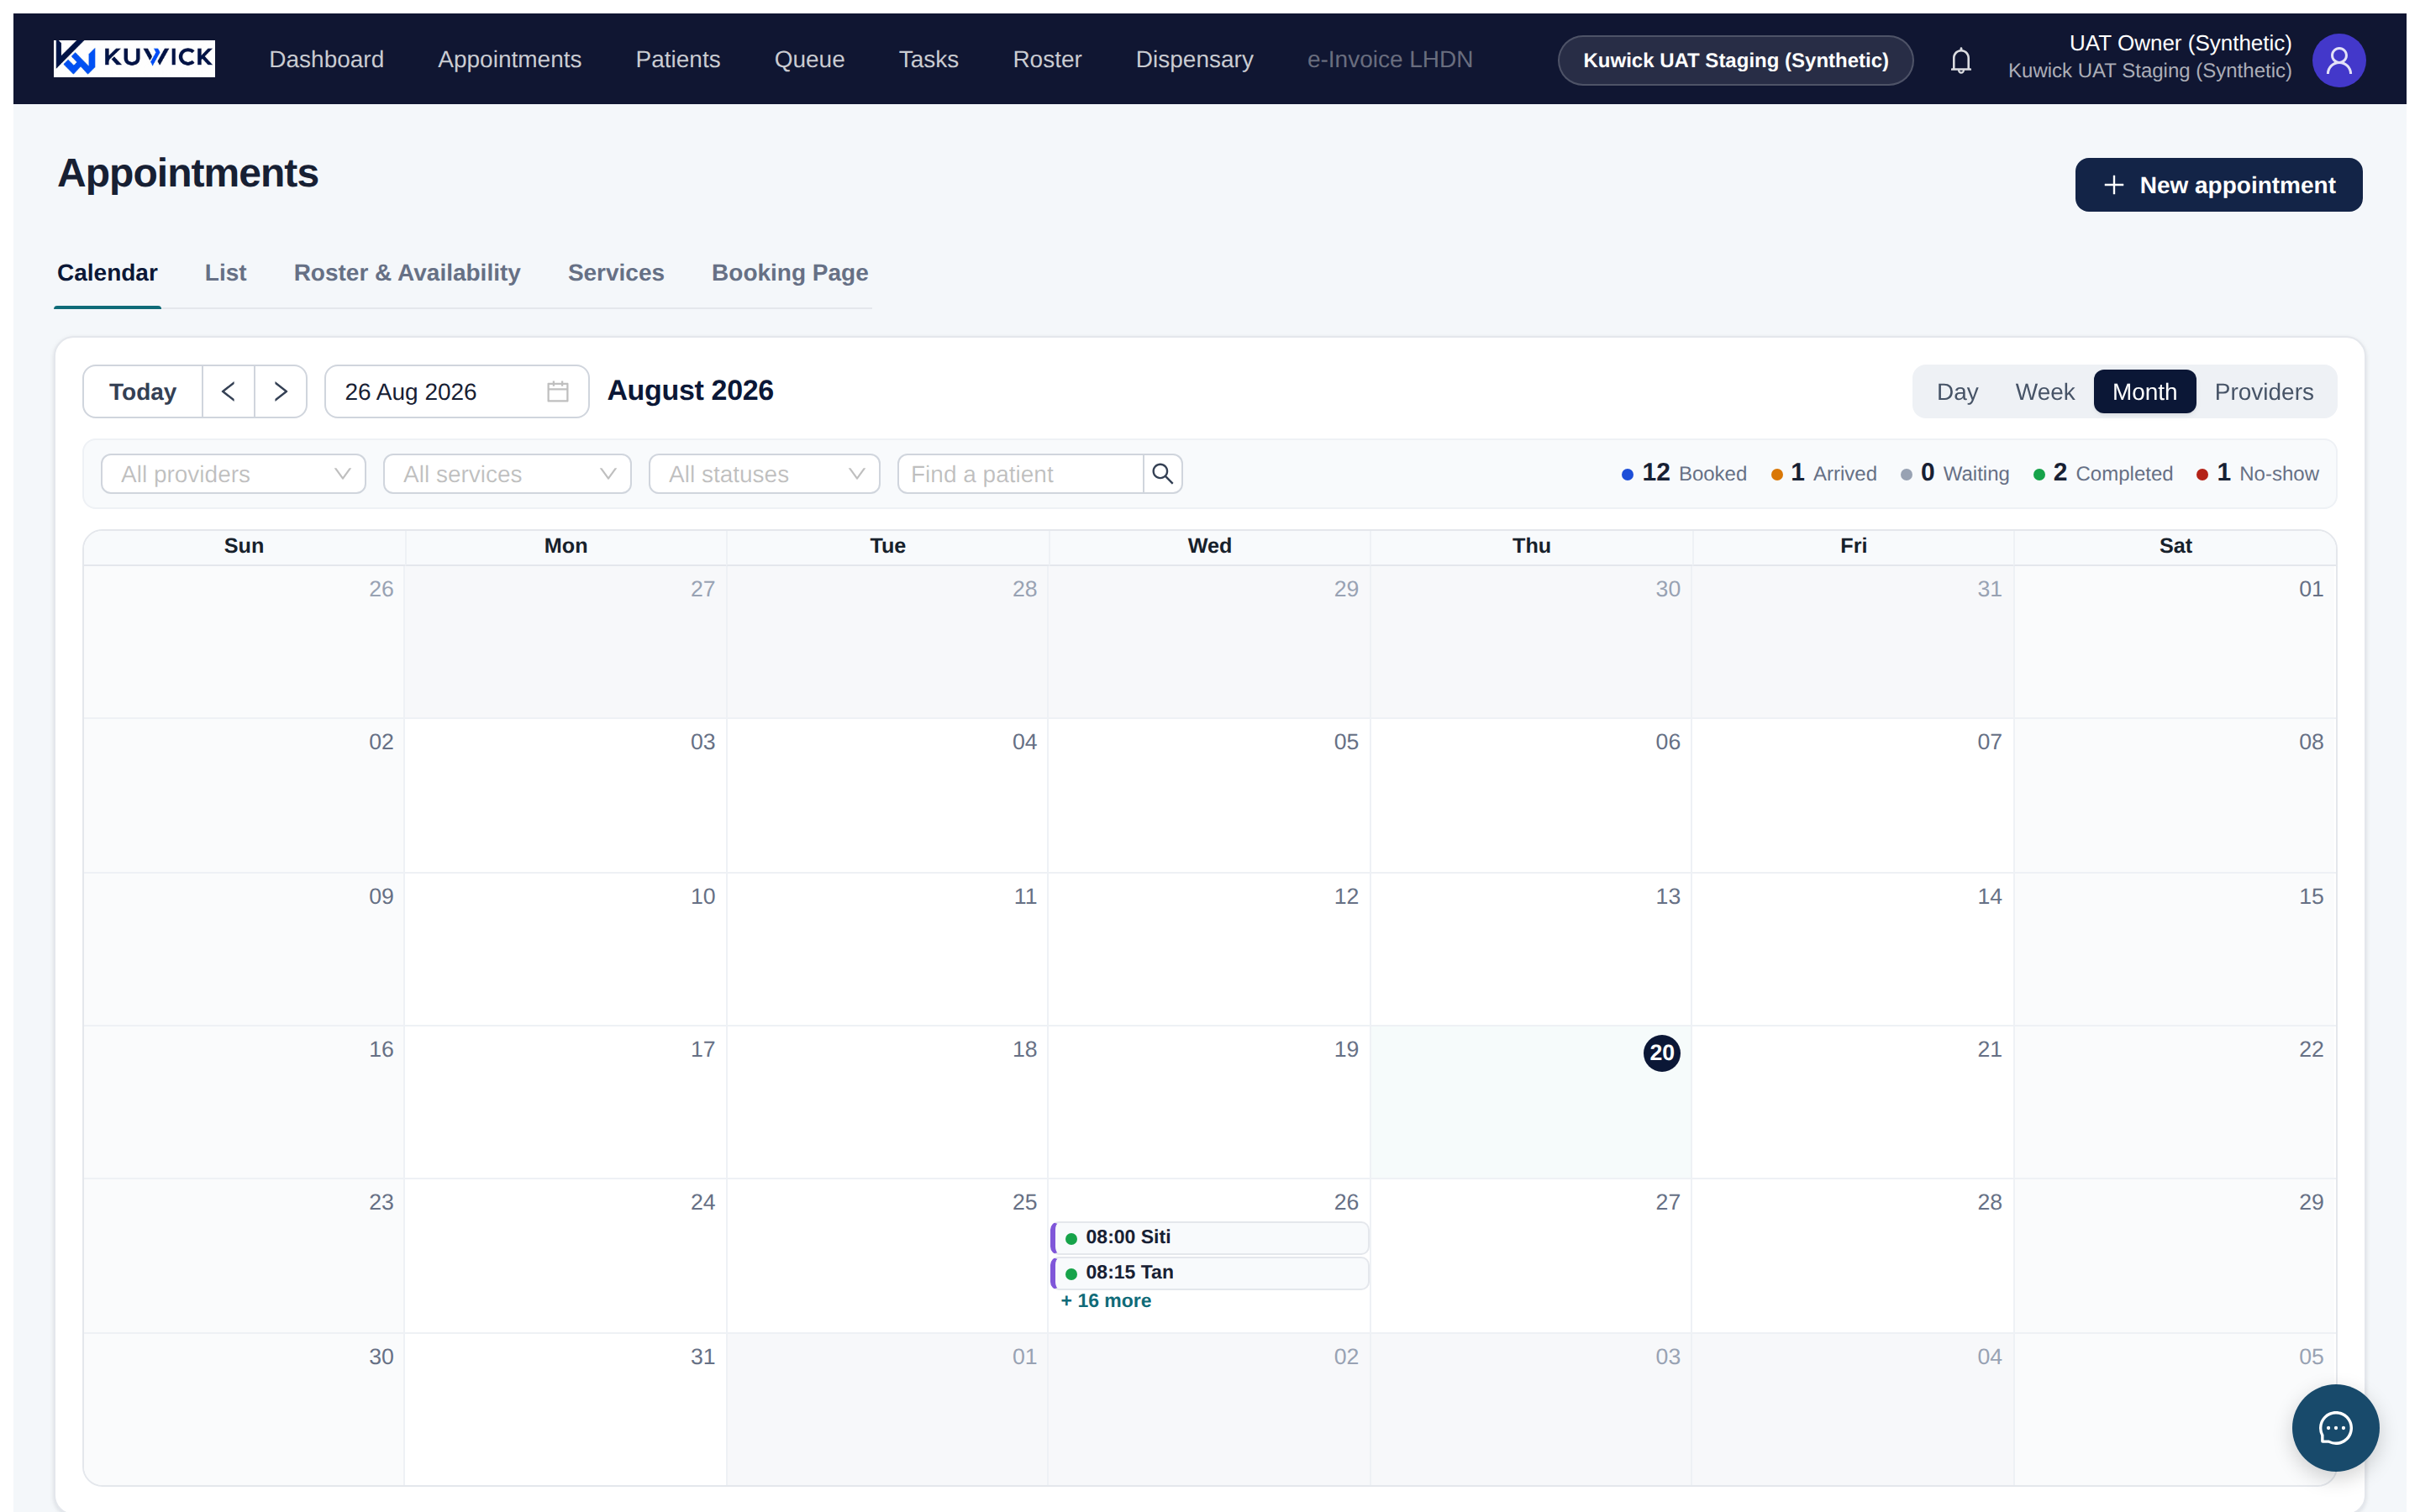 KUWICK Dashboard Appointments Patients Queue Tasks Roster Dispensary e-Invoice LHDN Kuwick UAT Staging (Synthetic) UAT Owner (Synthetic)
Kuwick UAT Staging (Synthetic)
Appointments
New appointment
Calendar List Roster & Availability Services Booking Page
Today 26 Aug 2026 August 2026 Day Week Month Providers
All providers All services All statuses Find a patient 12 Booked 1 Arrived 0 Waiting 2 Completed 1 No-show
Sun Mon Tue Wed Thu Fri Sat
26 27 28 29 30 31 01
02 03 04 05 06 07 08
09 10 11 12 13 14 15
16 17 18 19 20 21 22
23 24 25 26 27 28 29
08:00 Siti
08:15 Tan
+ 16 more
30 31 01 02 03 04 05